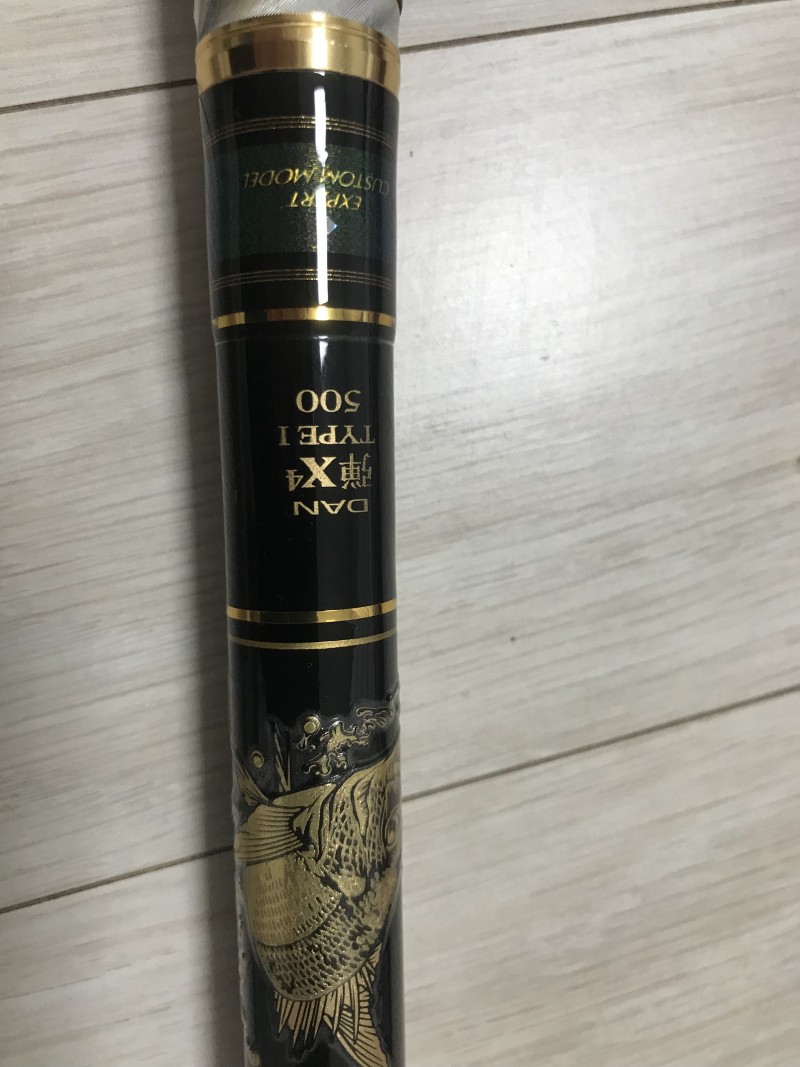 DAN
弾X4
TYPE I
500
EXPERT
CUSTOM MODEL